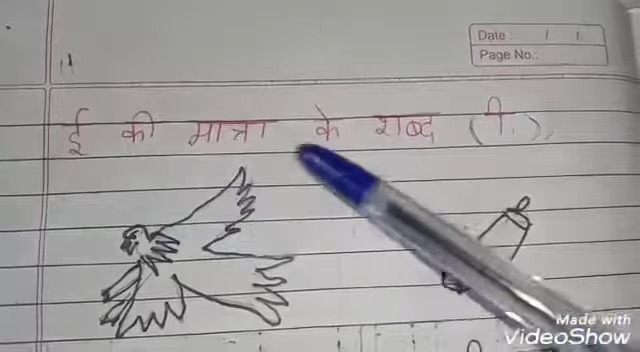 Date : / /
Page No.:
ई की मात्रा के शब्द (ी).
Made with
VideoShow